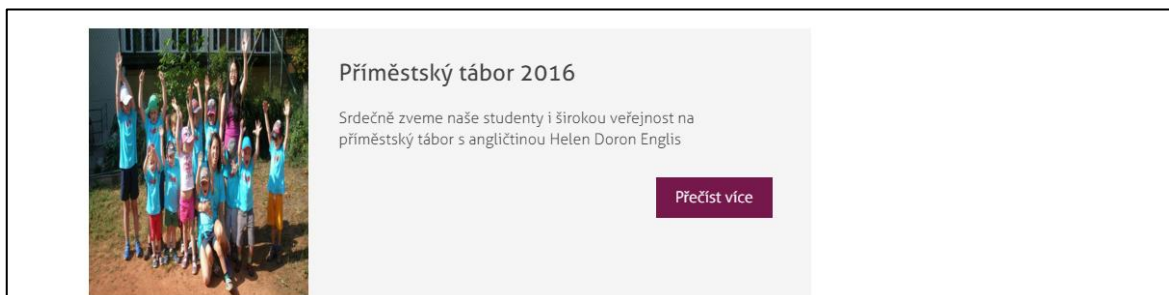 Příměstský tábor 2016
Srdečně zveme naše studenty i širokou veřejnost na
příměstský tábor s angličtinou Helen Doron Englis
Přečíst více